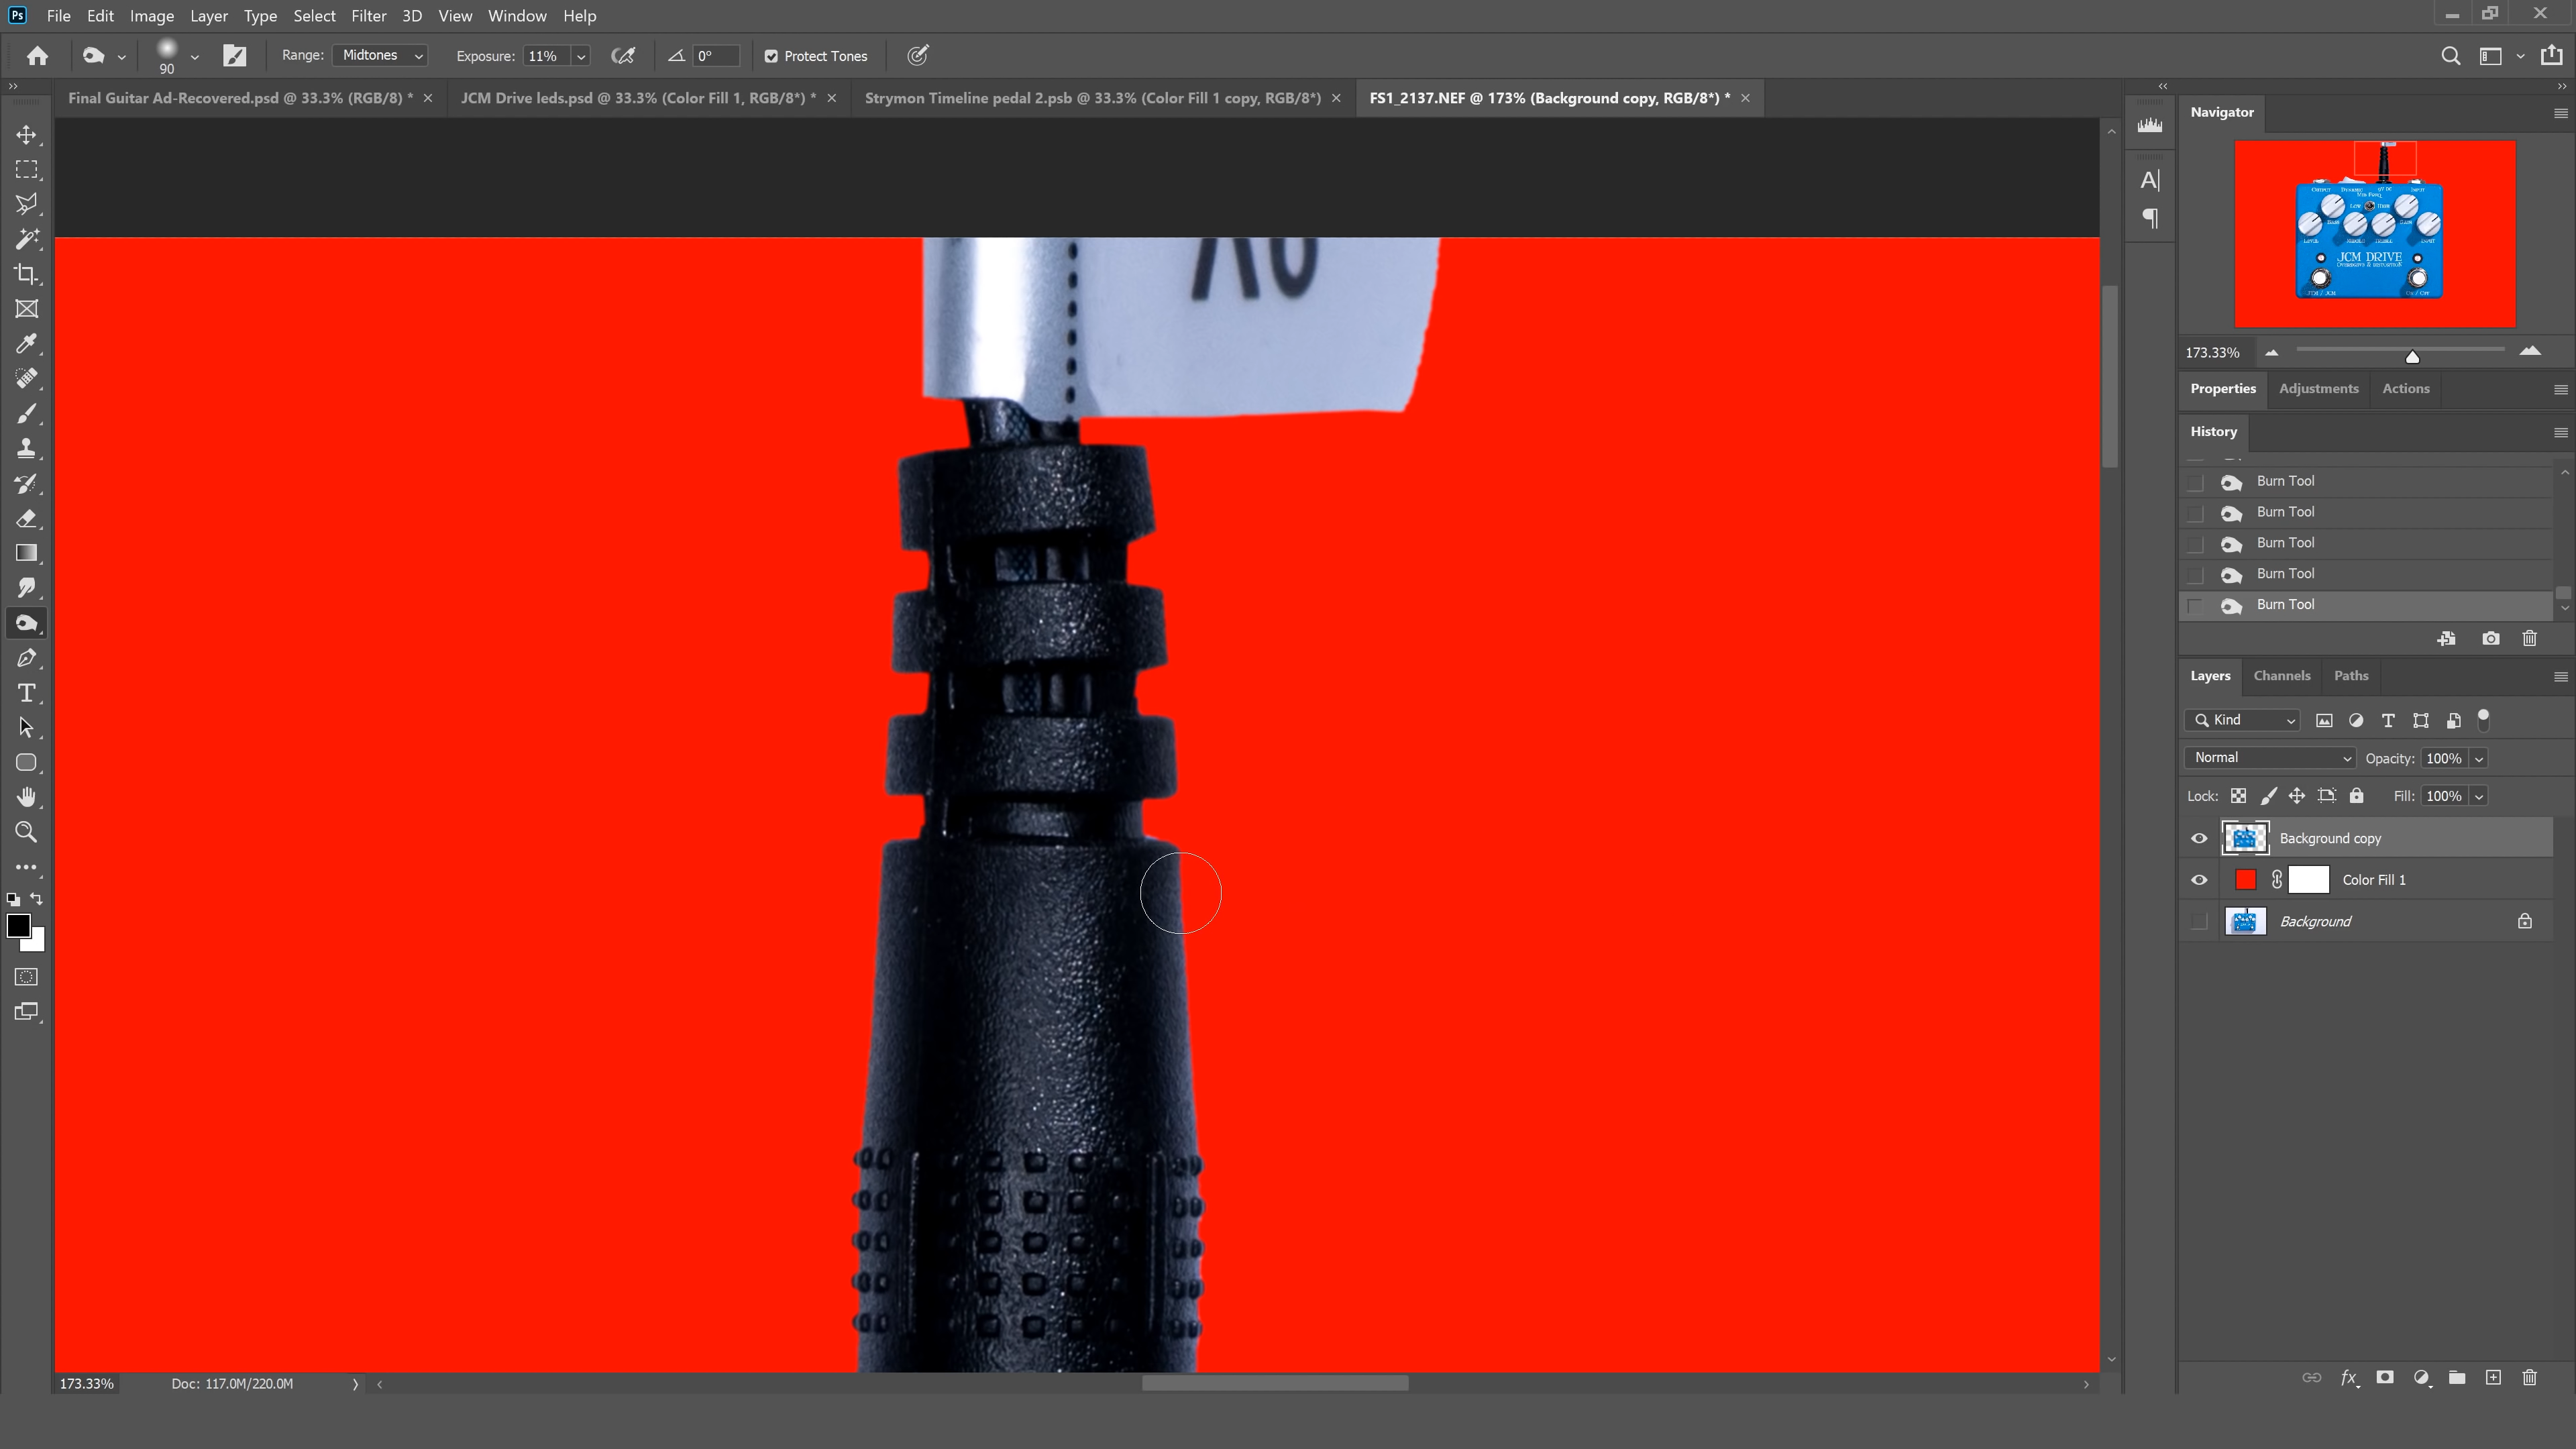 Ps File Edit Image Layer Type Select Filter 3D View Window Help
90 Range: Midtones Exposure: 11% 0° Protect Tones
Final Guitar Ad-Recovered.psd @ 33.3% (RGB/8) * × JCM Drive leds.psd @ 33.3% (Color Fill 1, RGB/8*) * × Strymon Timeline pedal 2.psb @ 33.3% (Color Fill 1 copy, RGB/8*) × FS1_2137.NEF @ 173% (Background copy, RGB/8*) * ×
Navigator
JCM DRIVE
173.33%
Properties Adjustments Actions
History
Burn Tool
Burn Tool
Burn Tool
Burn Tool
Burn Tool
Layers Channels Paths
Kind
Normal Opacity: 100%
Lock: Fill: 100%
Background copy
Color Fill 1
Background
173.33% Doc: 117.0M/220.0M